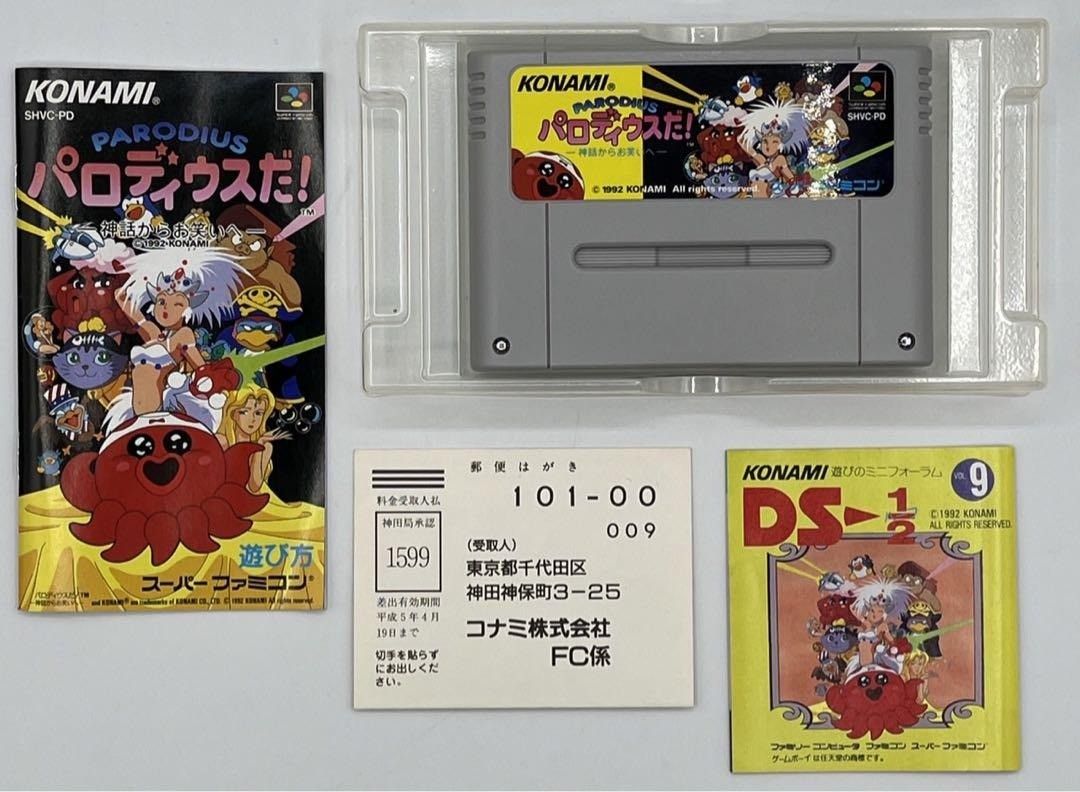 KONAMI®
SHVC-PD
PARODIUS
パロディウスだ!
TM
―神話からお笑いへ―
©1992 KONAMI
遊び方
スーパーファミコン®
KONAMI®
PARODIUS
パロディウスだ!
TM
―神話からお笑いへ―
© 1992 KONAMI All rights reserved.
SHVC-PD
ファミコン
郵便はがき
料金受取人払
神田局承認
1599
差出有効期間
平成5年4月
19日まで
切手を貼らず
にお出しくだ
さい。
101-00
009
(受取人)
東京都千代田区
神田神保町3-25
コナミ株式会社
FC係
KONAMI 遊びのミニフォーラム
VOL. 9
DS▶1/2
©1992 KONAMI
ALL RIGHTS RESERVED.
ファミリーコンピュータ ファミコン スーパーファミコン
ゲームボーイは任天堂の商標です。